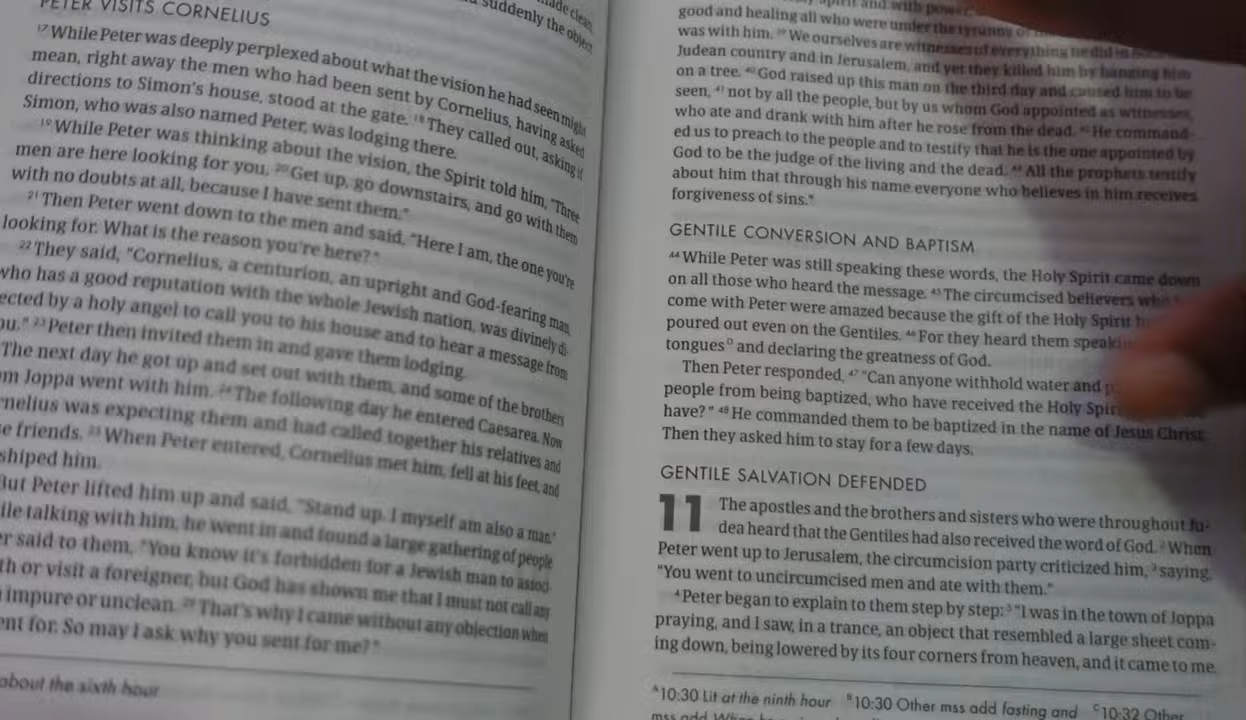 made clean
suddenly the object
PETER VISITS CORNELIUS
17 While Peter was deeply perplexed about what the vision he had seen might
mean, right away the men who had been sent by Cornelius, having asked
directions to Simon's house, stood at the gate. 18 They called out, asking if
Simon, who was also named Peter, was lodging there.
19 While Peter was thinking about the vision, the Spirit told him, "Three
men are here looking for you. 20 Get up, go downstairs, and go with them
with no doubts at all, because I have sent them."
21 Then Peter went down to the men and said, "Here I am, the one you're
looking for. What is the reason you're here?"
22 They said, "Cornelius, a centurion, an upright and God-fearing man,
who has a good reputation with the whole Jewish nation, was divinely di-
ected by a holy angel to call you to his house and to hear a message from
ou." 23 Peter then invited them in and gave them lodging.
The next day he got up and set out with them, and some of the brothers
om Joppa went with him. 24 The following day he entered Caesarea. Now
rnelius was expecting them and had called together his relatives and
e friends. 25 When Peter entered, Cornelius met him, fell at his feet, and
shiped him.
But Peter lifted him up and said, "Stand up. I myself am also a man."
ile talking with him, he went in and found a large gathering of people
er said to them, "You know it's forbidden for a Jewish man to associ-
th or visit a foreigner, but God has shown me that I must not call any
impure or unclean. 29 That's why I came without any objection when
ent for. So may I ask why you sent for me?"
about the sixth hour
Spirit and with power,
good and healing all who were under the tyranny of
was with him. 39 We ourselves are witnesses of everything he did in
Judean country and in Jerusalem, and yet they killed him by hanging him
on a tree. 40 God raised up this man on the third day and caused him to be
seen, 41 not by all the people, but by us whom God appointed as witnesses,
who ate and drank with him after he rose from the dead. 42 He command-
ed us to preach to the people and to testify that he is the one appointed by
God to be the judge of the living and the dead. 43 All the prophets testify
about him that through his name everyone who believes in him receives
forgiveness of sins."
GENTILE CONVERSION AND BAPTISM
44 While Peter was still speaking these words, the Holy Spirit came down
on all those who heard the message. 45 The circumcised believers who
come with Peter were amazed because the gift of the Holy Spirit
poured out even on the Gentiles. 46 For they heard them speaking
tongues D and declaring the greatness of God.
Then Peter responded, 47 "Can anyone withhold water and
people from being baptized, who have received the Holy Spirit
have?" 48 He commanded them to be baptized in the name of Jesus Christ.
Then they asked him to stay for a few days.
GENTILE SALVATION DEFENDED
11 The apostles and the brothers and sisters who were throughout Ju-
dea heard that the Gentiles had also received the word of God. 2 When
Peter went up to Jerusalem, the circumcision party criticized him, 3 saying,
"You went to uncircumcised men and ate with them."
4 Peter began to explain to them step by step: 5 "I was in the town of Joppa
praying, and I saw, in a trance, an object that resembled a large sheet com-
ing down, being lowered by its four corners from heaven, and it came to me.
A 10:30 Lit at the ninth hour B 10:30 Other mss add fasting and C 10:32 Other
mss add When he